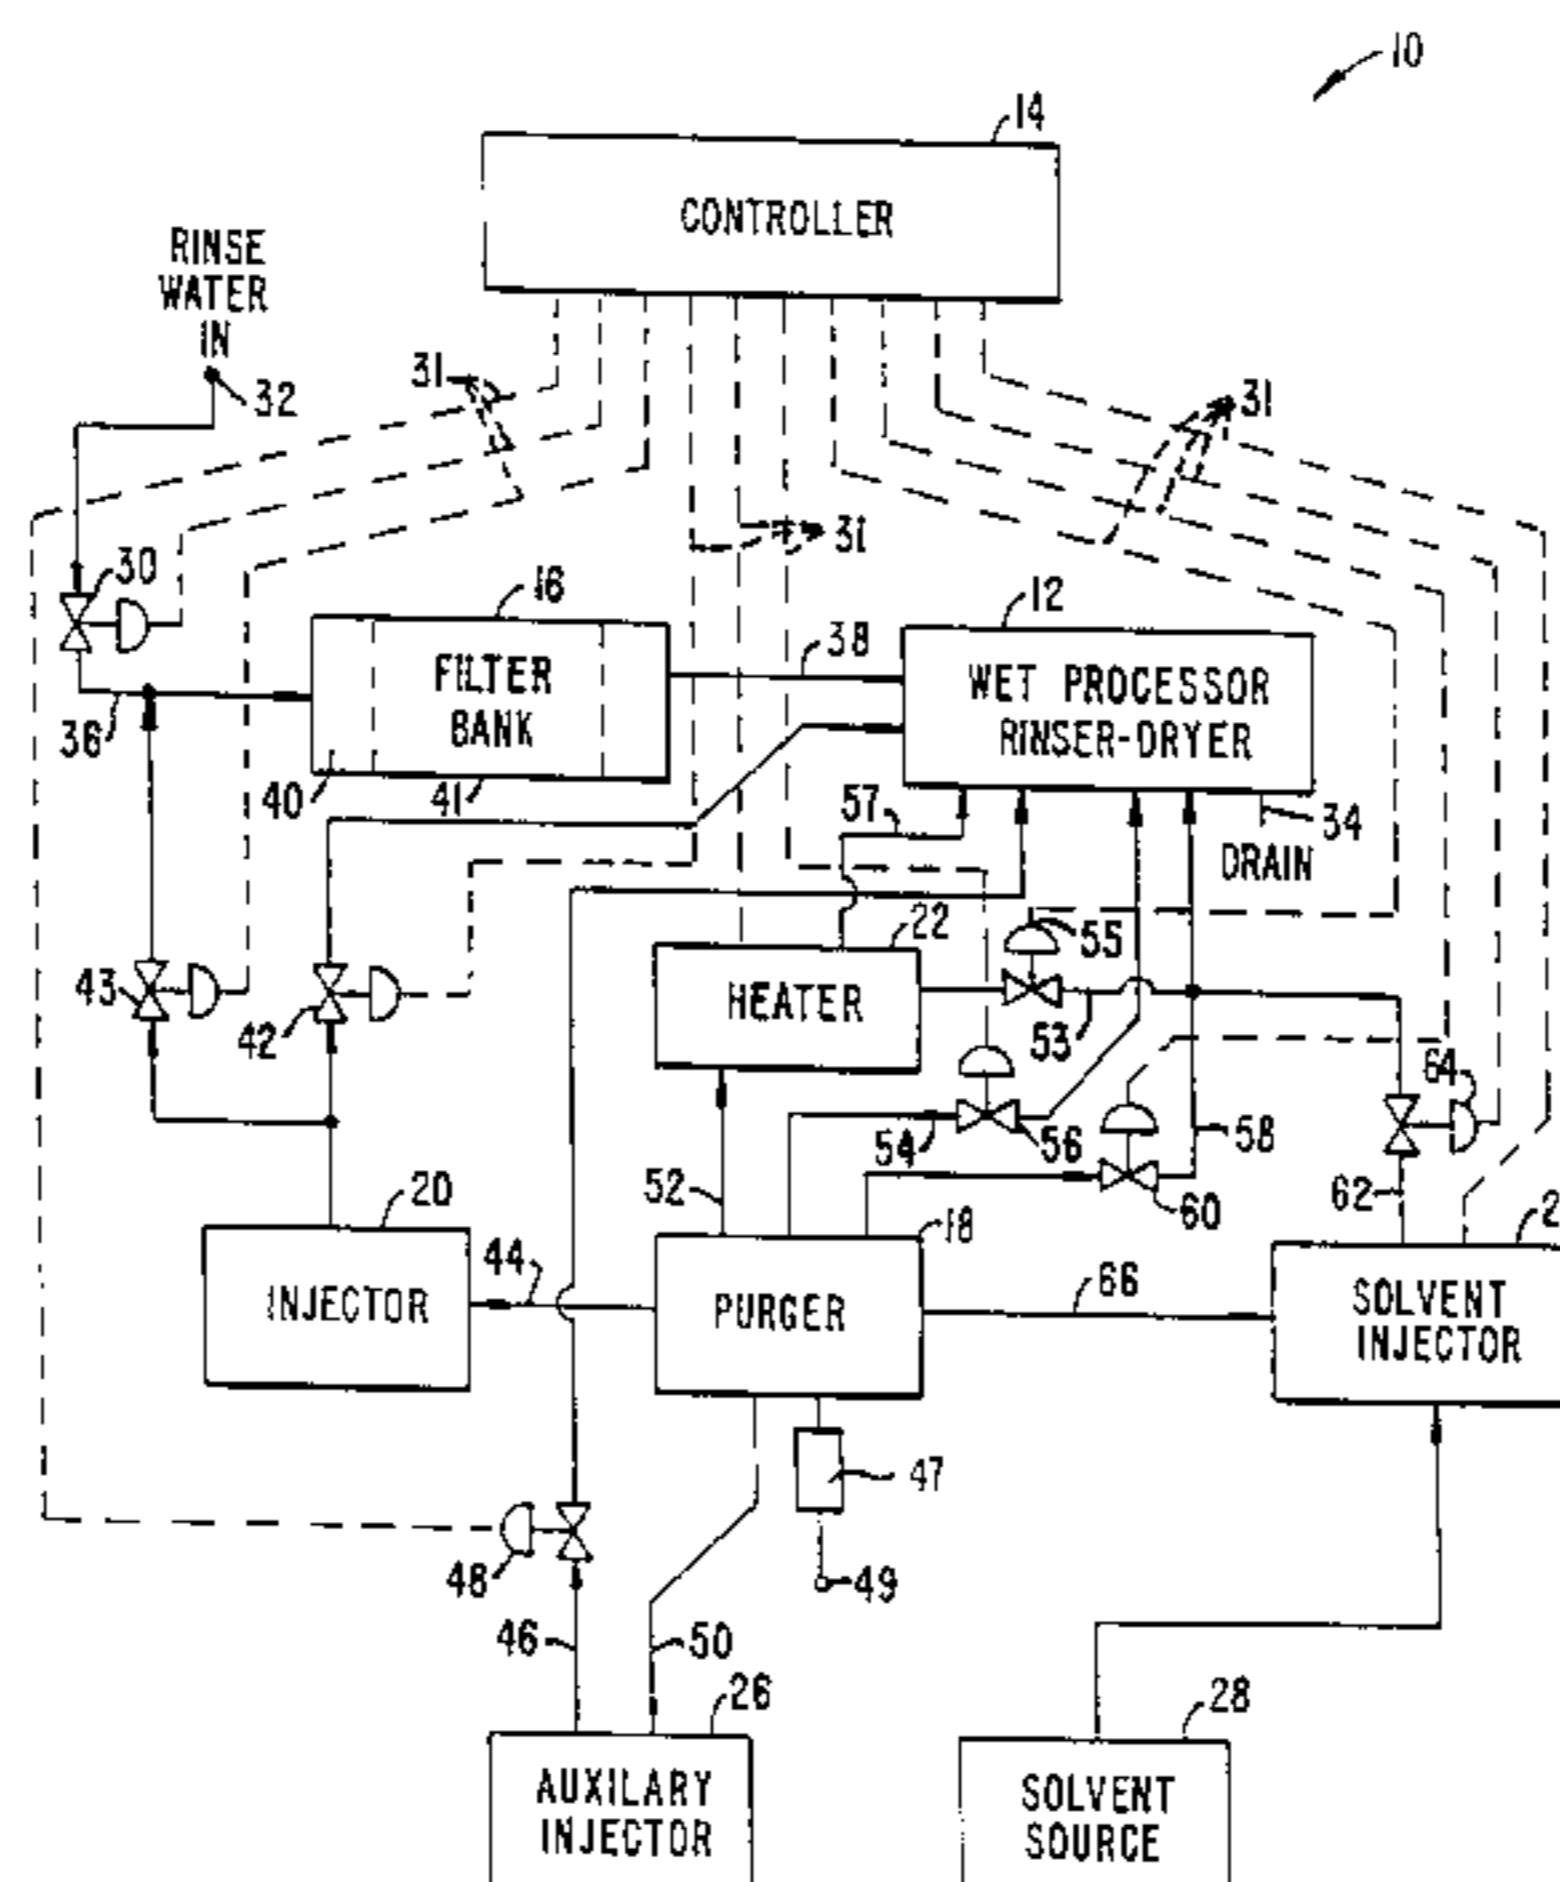 10
14
CONTROLLER
RINSE
WATER
IN
32
31
31
31
30
16
12
FILTER
BANK
38
WET PROCESSOR
RINSER-DRYER
36
40
41
57
34
DRAIN
22
55
43
42
HEATER
53
64
54
56
58
52
60
62
20
18
44
66
INJECTOR
PURGER
SOLVENT
INJECTOR
47
48
49
46
50
26
28
AUXILARY
INJECTOR
SOLVENT
SOURCE